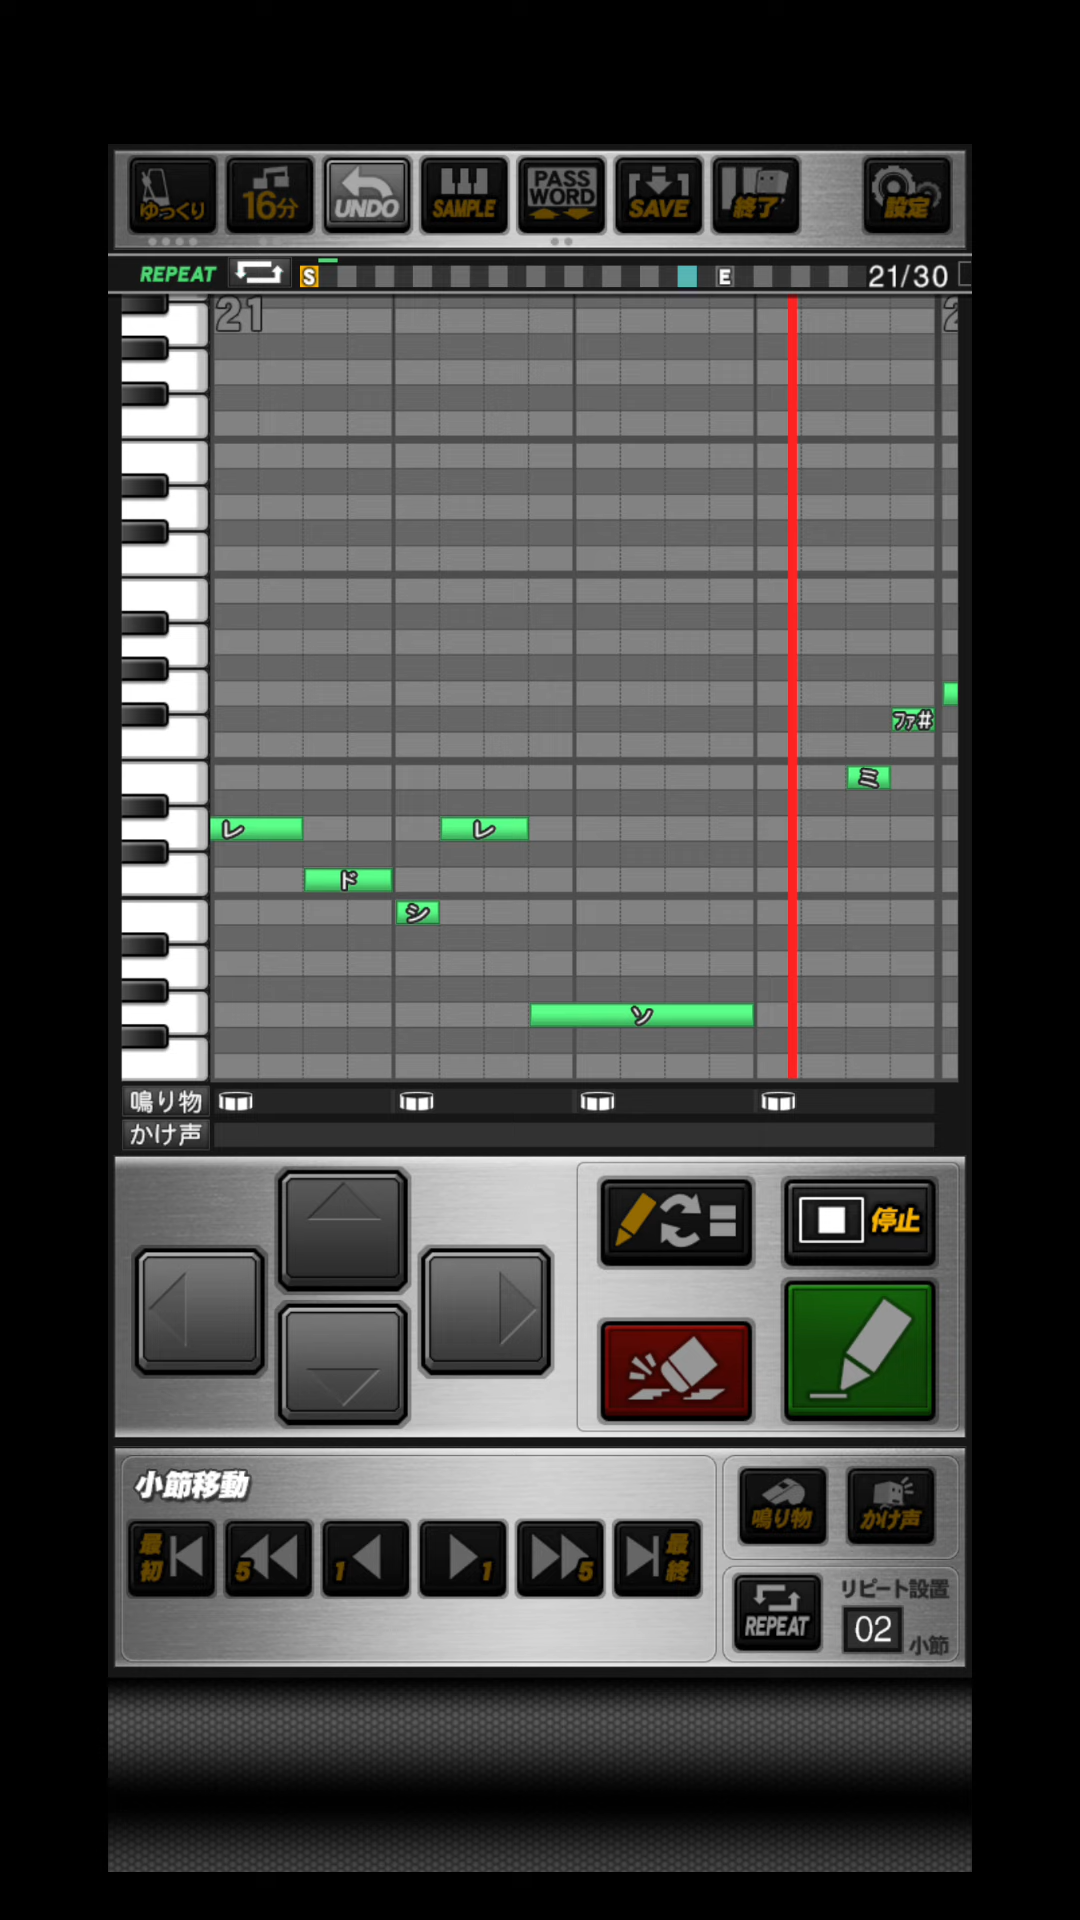 ゆっくり 16分 UNDO SAMPLE PASS WORD SAVE 終了 設定
REPEAT S E 21/30
21
ファ#
ミ
レ レ
ド
シ
ソ
鳴り物
かけ声
停止
小節移動
最初 5 1 1 5 最終
鳴り物 かけ声
REPEAT リピート設置
02 小節